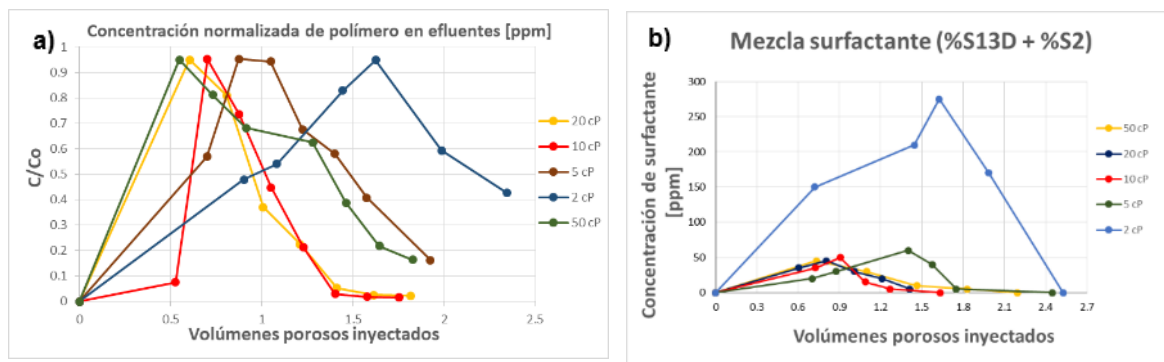 a)
Concentración normalizada de polímero en efluentes [ppm]
C/Co
1
0.9
0.8
0.7
0.6
0.5
0.4
0.3
0.2
0.1
0
0
0.5
1
1.5
2
2.5
Volúmenes porosos inyectados
20 cP
10 cP
5 cP
2 cP
50 cP
b)
Mezcla surfactante (%S13D + %S2)
Concentración de surfactante
[ppm]
300
250
200
150
100
50
0
0.0
0.3
0.6
0.9
1.2
1.5
1.8
2.1
2.4
2.7
Volúmenes porosos inyectados
50 cP
20 cP
10 cP
5 cP
2 cP